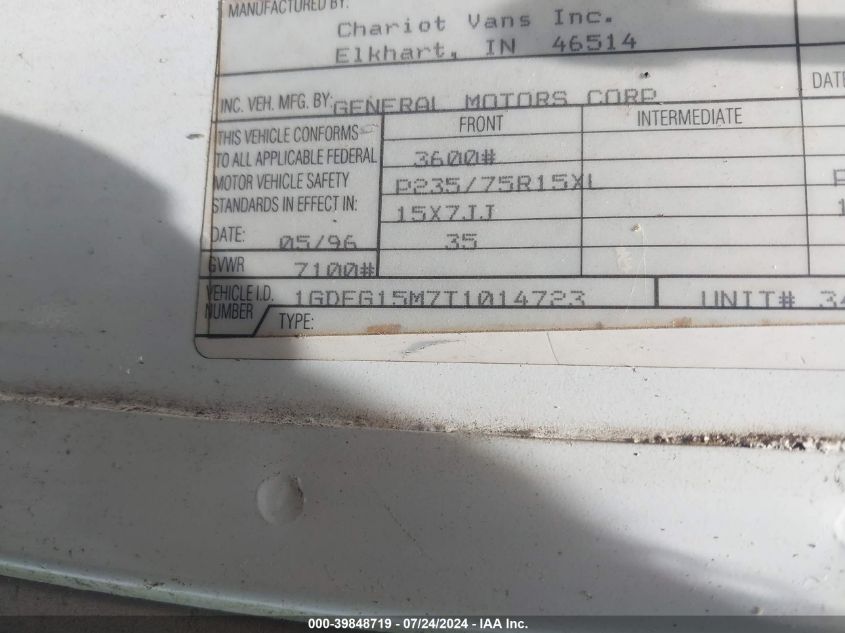 MANUFACTURED BY:
Chariot Vans Inc.
Elkhart, IN 46514
INC. VEH. MFG. BY: GENERAL MOTORS CORP
DATE
THIS VEHICLE CONFORMS
TO ALL APPLICABLE FEDERAL
MOTOR VEHICLE SAFETY
STANDARDS IN EFFECT IN:
FRONT INTERMEDIATE
3600#
P235/75R15XL P
15X7JJ 1
DATE: 05/96 35
GVWR 7100#
VEHICLE I.D. NUMBER 1GDFG15M7T1014723 UNIT# 34
TYPE:
000-39848719 - 07/24/2024 - IAA Inc.